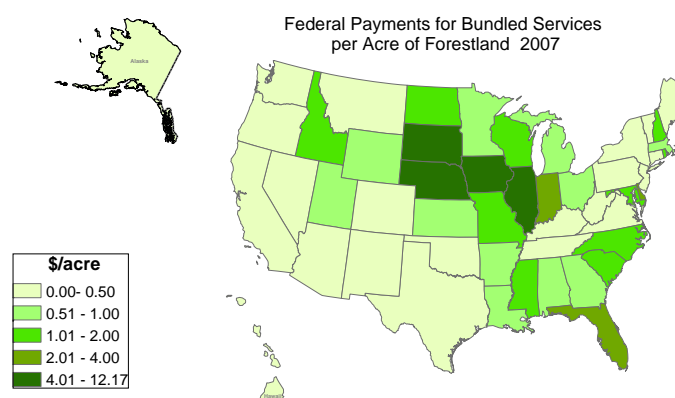 Federal Payments for Bundled Services
per Acre of Forestland 2007
Alaska
$/acre
0.00- 0.50
0.51 - 1.00
1.01 - 2.00
2.01 - 4.00
4.01 - 12.17
Hawaii